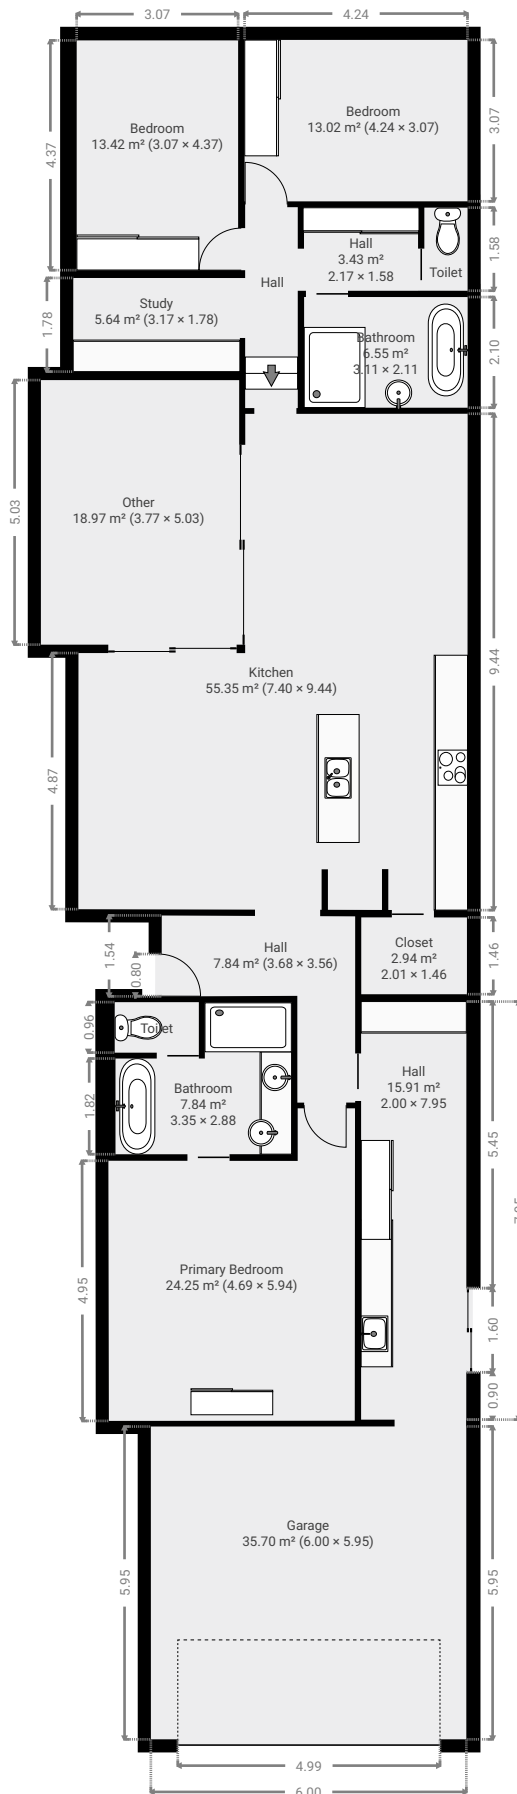 3.07
4.24
Bedroom
13.42 m² (3.07 × 4.37)
Bedroom
13.02 m² (4.24 × 3.07)
4.37
3.07
Hall
3.43 m²
2.17 × 1.58
Toilet
1.58
Hall
Study
5.64 m² (3.17 × 1.78)
1.78
Bathroom
6.55 m²
3.11 × 2.11
2.10
Other
18.97 m² (3.77 × 5.03)
5.03
Kitchen
55.35 m² (7.40 × 9.44)
9.44
4.87
Hall
7.84 m² (3.68 × 3.56)
1.54
0.80
Closet
2.94 m²
2.01 × 1.46
1.46
0.96
Toilet
Hall
15.91 m²
2.00 × 7.95
Bathroom
7.84 m²
3.35 × 2.88
1.82
5.45
Primary Bedroom
24.25 m² (4.69 × 5.94)
4.95
1.60
0.90
Garage
35.70 m² (6.00 × 5.95)
5.95
5.95
4.99
6.00